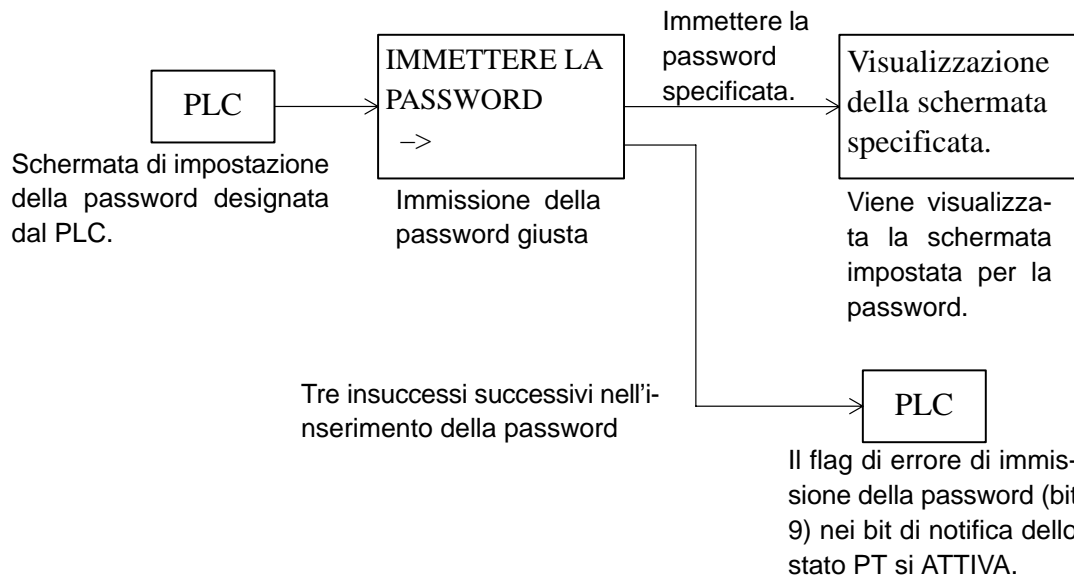 PLC
Schermata di impostazione
della password designata
dal PLC.
IMMETTERE LA
PASSWORD
–>
Immissione della
password giusta
Immettere la
password
specificata.
Visualizzazione
della schermata
specificata.
Viene visualizza-
ta la schermata
impostata per la
password.
Tre insuccessi successivi nell'i-
nserimento della password
PLC
Il flag di errore di immis-
sione della password (bit
9) nei bit di notifica dello
stato PT si ATTIVA.